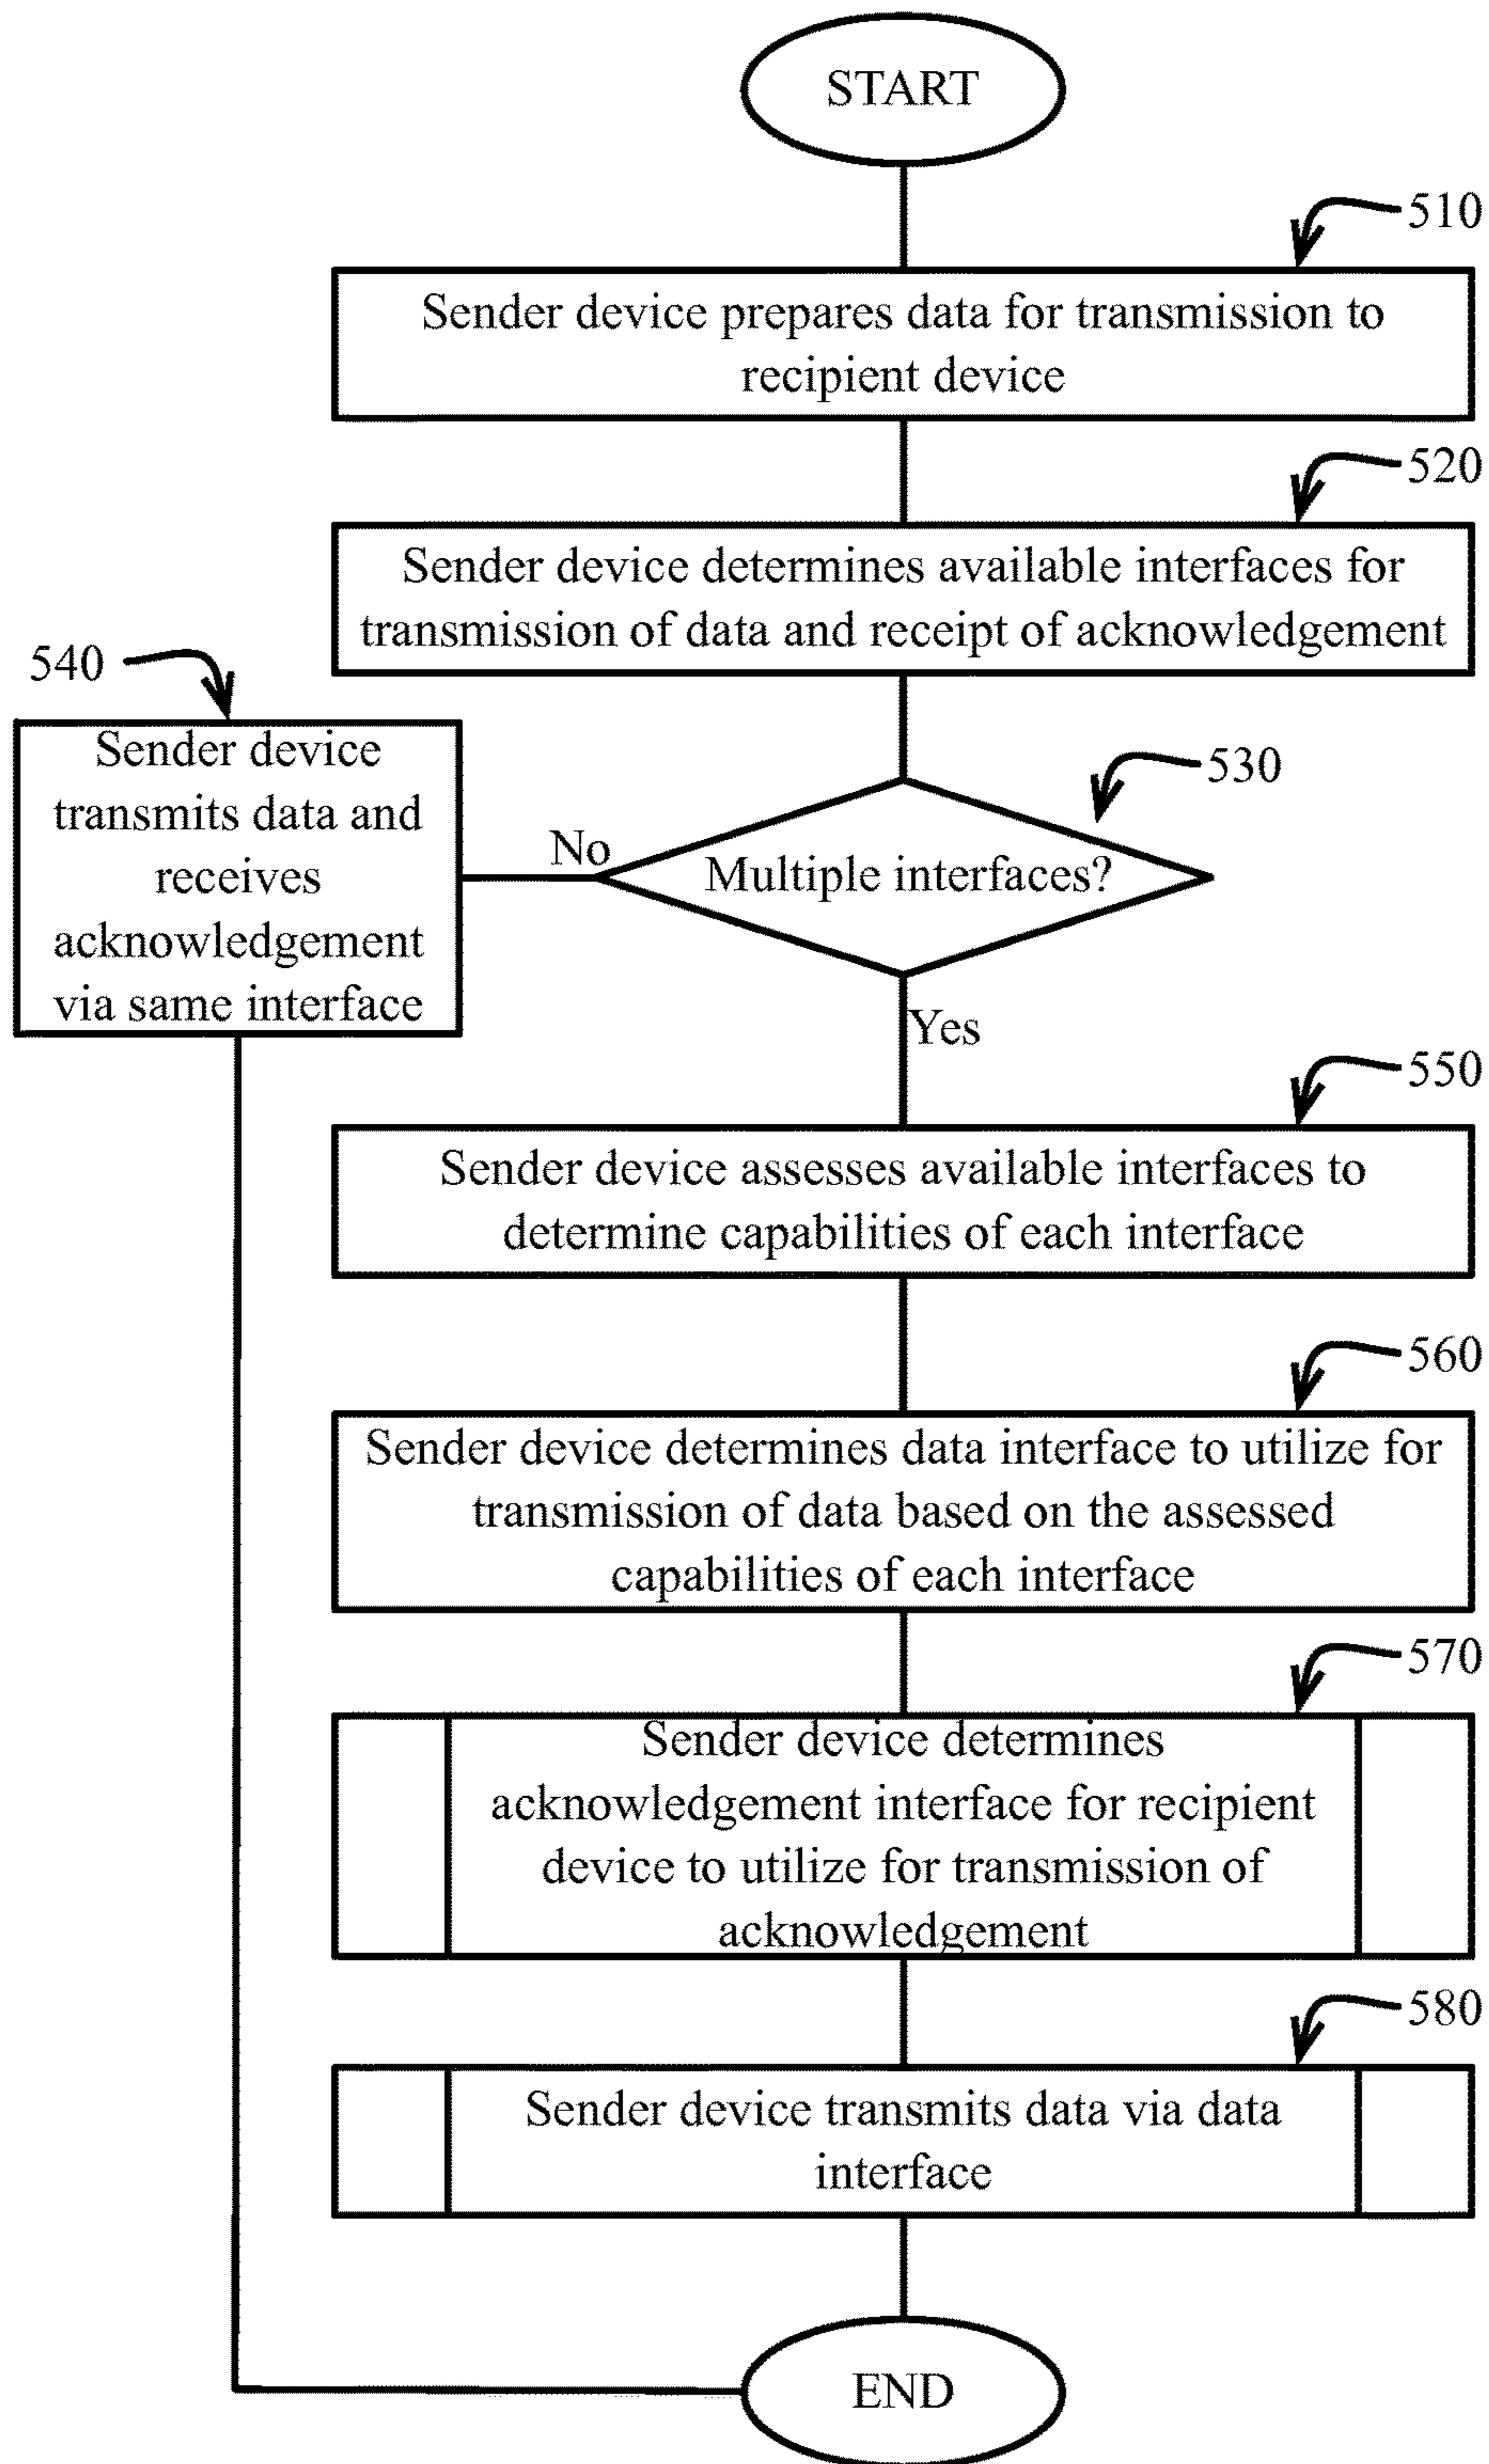 START
510
Sender device prepares data for transmission to
recipient device
520
Sender device determines available interfaces for
transmission of data and receipt of acknowledgement
540
Sender device
transmits data and
receives
acknowledgement
via same interface
530
No
Multiple interfaces?
Yes
550
Sender device assesses available interfaces to
determine capabilities of each interface
560
Sender device determines data interface to utilize for
transmission of data based on the assessed
capabilities of each interface
570
Sender device determines
acknowledgement interface for recipient
device to utilize for transmission of
acknowledgement
580
Sender device transmits data via data
interface
END